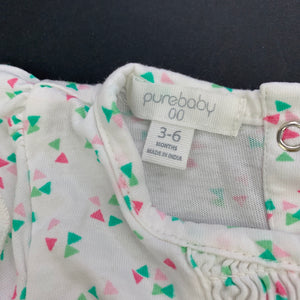 purebaby
00
3-6
MONTHS
MADE IN INDIA